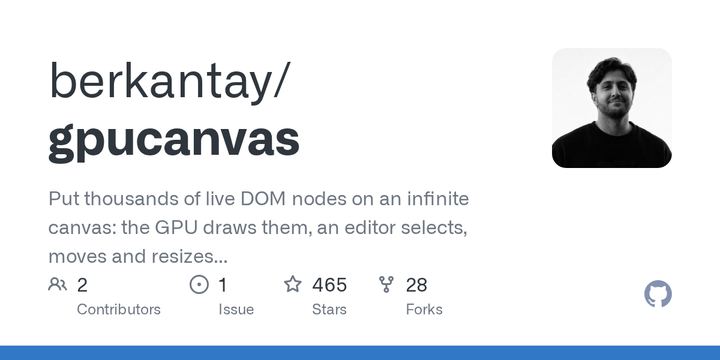 berkantay/
gpucanvas
Put thousands of live DOM nodes on an infinite
canvas: the GPU draws them, an editor selects,
moves and resizes...
2 1 465 28
Contributors Issue Stars Forks